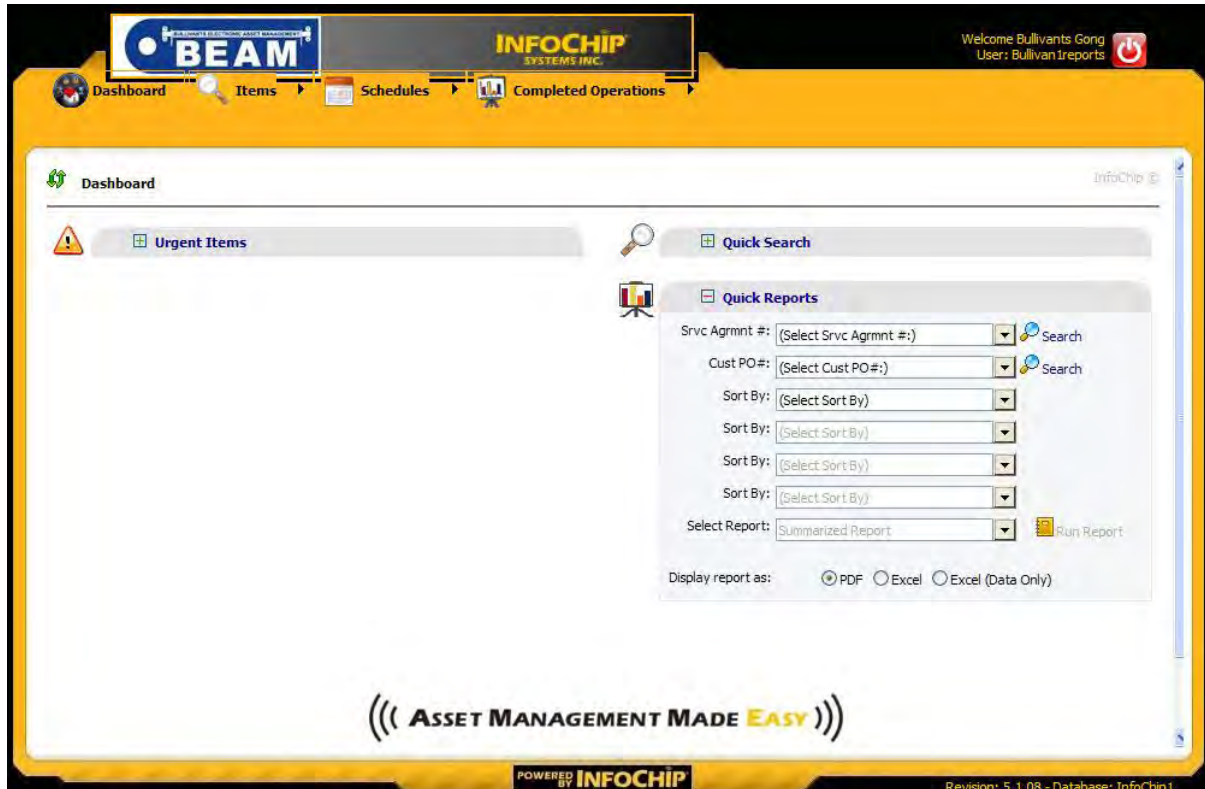 BULLIVANTS ELECTRONIC ASSET MANAGEMENT
BEAM
INFOCHIP
SYSTEMS INC.
Welcome Bullivants Gong
User: Bullivan1reports
Dashboard
Items
Schedules
Completed Operations
Dashboard
InfoChip ©
Urgent Items
Quick Search
Quick Reports
Srvc Agrmnt #: (Select Srvc Agrmnt #:) Search
Cust PO#: (Select Cust PO#:) Search
Sort By: (Select Sort By)
Sort By: (Select Sort By)
Sort By: (Select Sort By)
Sort By: (Select Sort By)
Select Report: Summarized Report Run Report
Display report as: PDF Excel Excel (Data Only)
((( ASSET MANAGEMENT MADE EASY )))
POWERED BY INFOCHIP
Revision: 5.1.08 - Database: InfoChip1